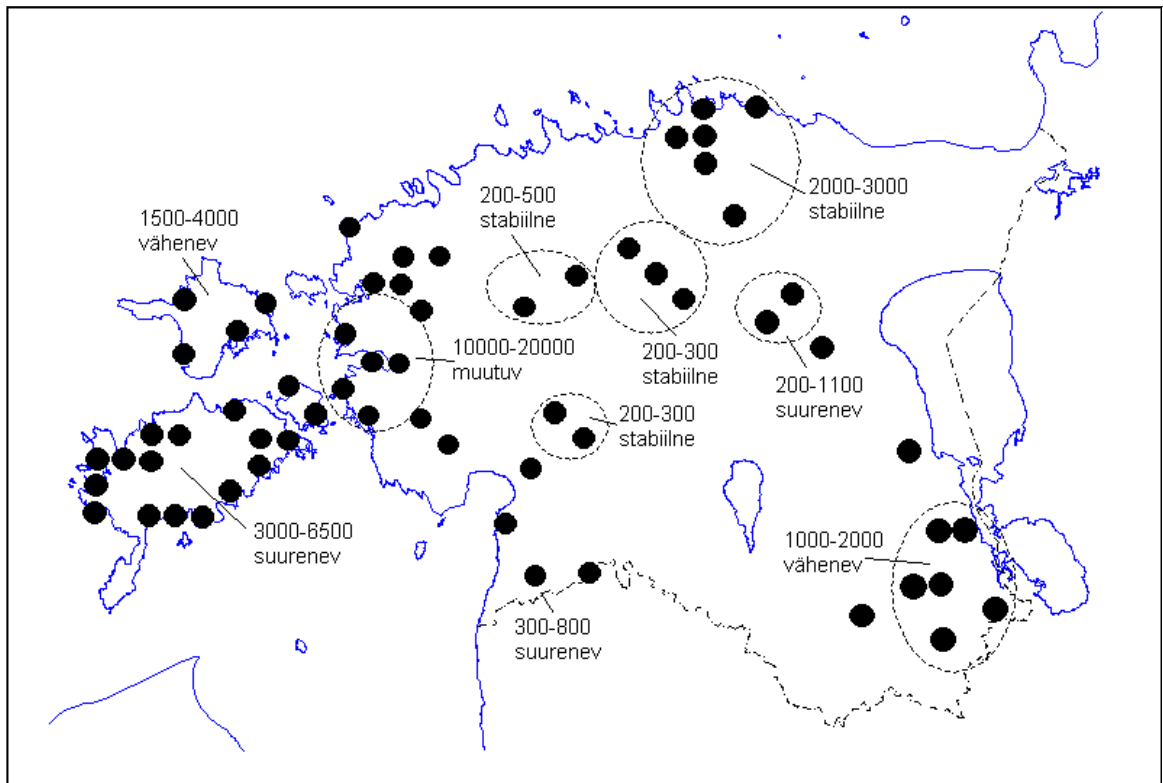 2000-3000
stabiilne
200-500
stabiilne
1500-4000
vähenev
10000-20000
muutuv
200-300
stabiilne
200-1100
suurenev
200-300
stabiilne
3000-6500
suurenev
1000-2000
vähenev
300-800
suurenev